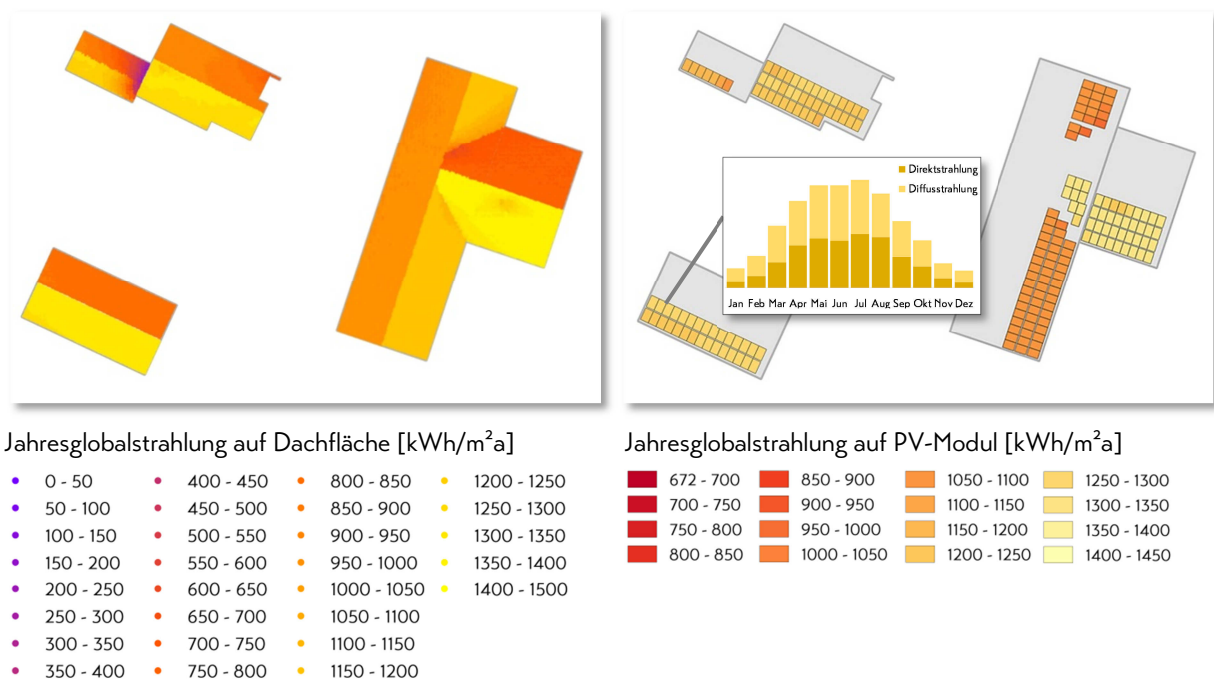 Direktstrahlung
Diffusstrahlung
Jan Feb Mar Apr Mai Jun Jul Aug Sep Okt Nov Dez
Jahresglobalstrahlung auf Dachfläche [kWh/m²a]
0 - 50 400 - 450 800 - 850 1200 - 1250
50 - 100 450 - 500 850 - 900 1250 - 1300
100 - 150 500 - 550 900 - 950 1300 - 1350
150 - 200 550 - 600 950 - 1000 1350 - 1400
200 - 250 600 - 650 1000 - 1050 1400 - 1500
250 - 300 650 - 700 1050 - 1100
300 - 350 700 - 750 1100 - 1150
350 - 400 750 - 800 1150 - 1200
Jahresglobalstrahlung auf PV-Modul [kWh/m²a]
672 - 700 850 - 900 1050 - 1100 1250 - 1300
700 - 750 900 - 950 1100 - 1150 1300 - 1350
750 - 800 950 - 1000 1150 - 1200 1350 - 1400
800 - 850 1000 - 1050 1200 - 1250 1400 - 1450